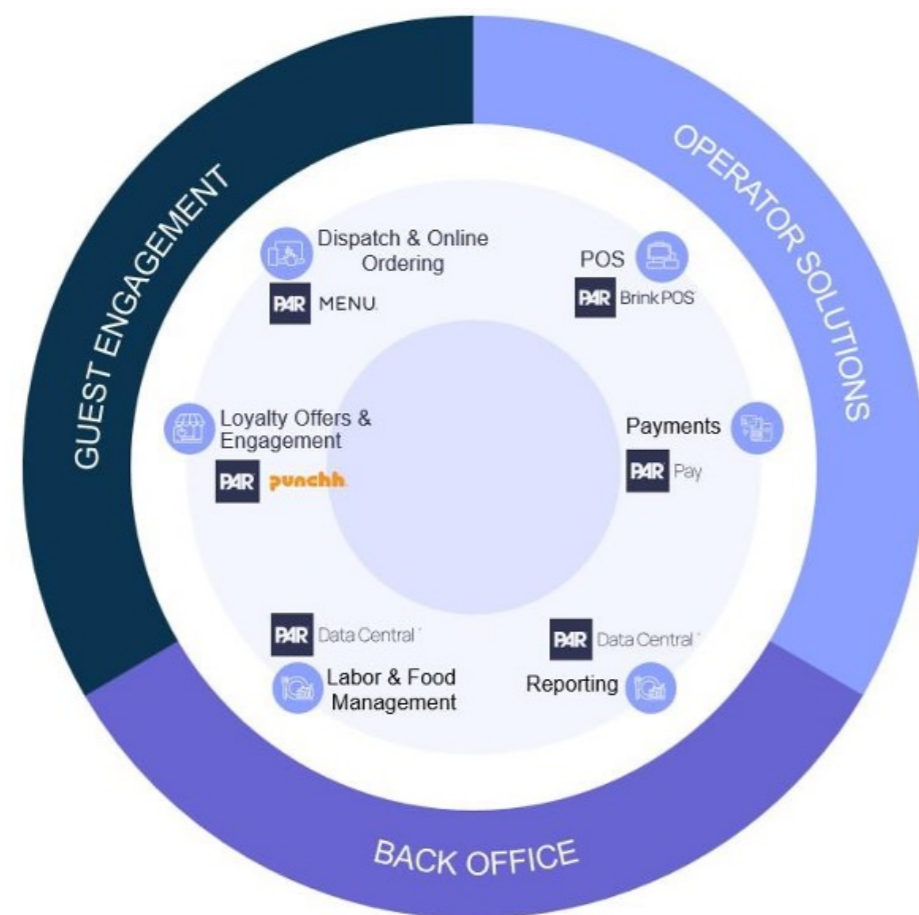 GUEST ENGAGEMENT
OPERATOR SOLUTIONS
Dispatch & Online
Ordering
PAR MENU
POS
PAR Brink POS
Loyalty Offers &
Engagement
PAR punchh
Payments
PAR Pay
PAR Data Central
Labor & Food
Management
PAR Data Central
Reporting
BACK OFFICE